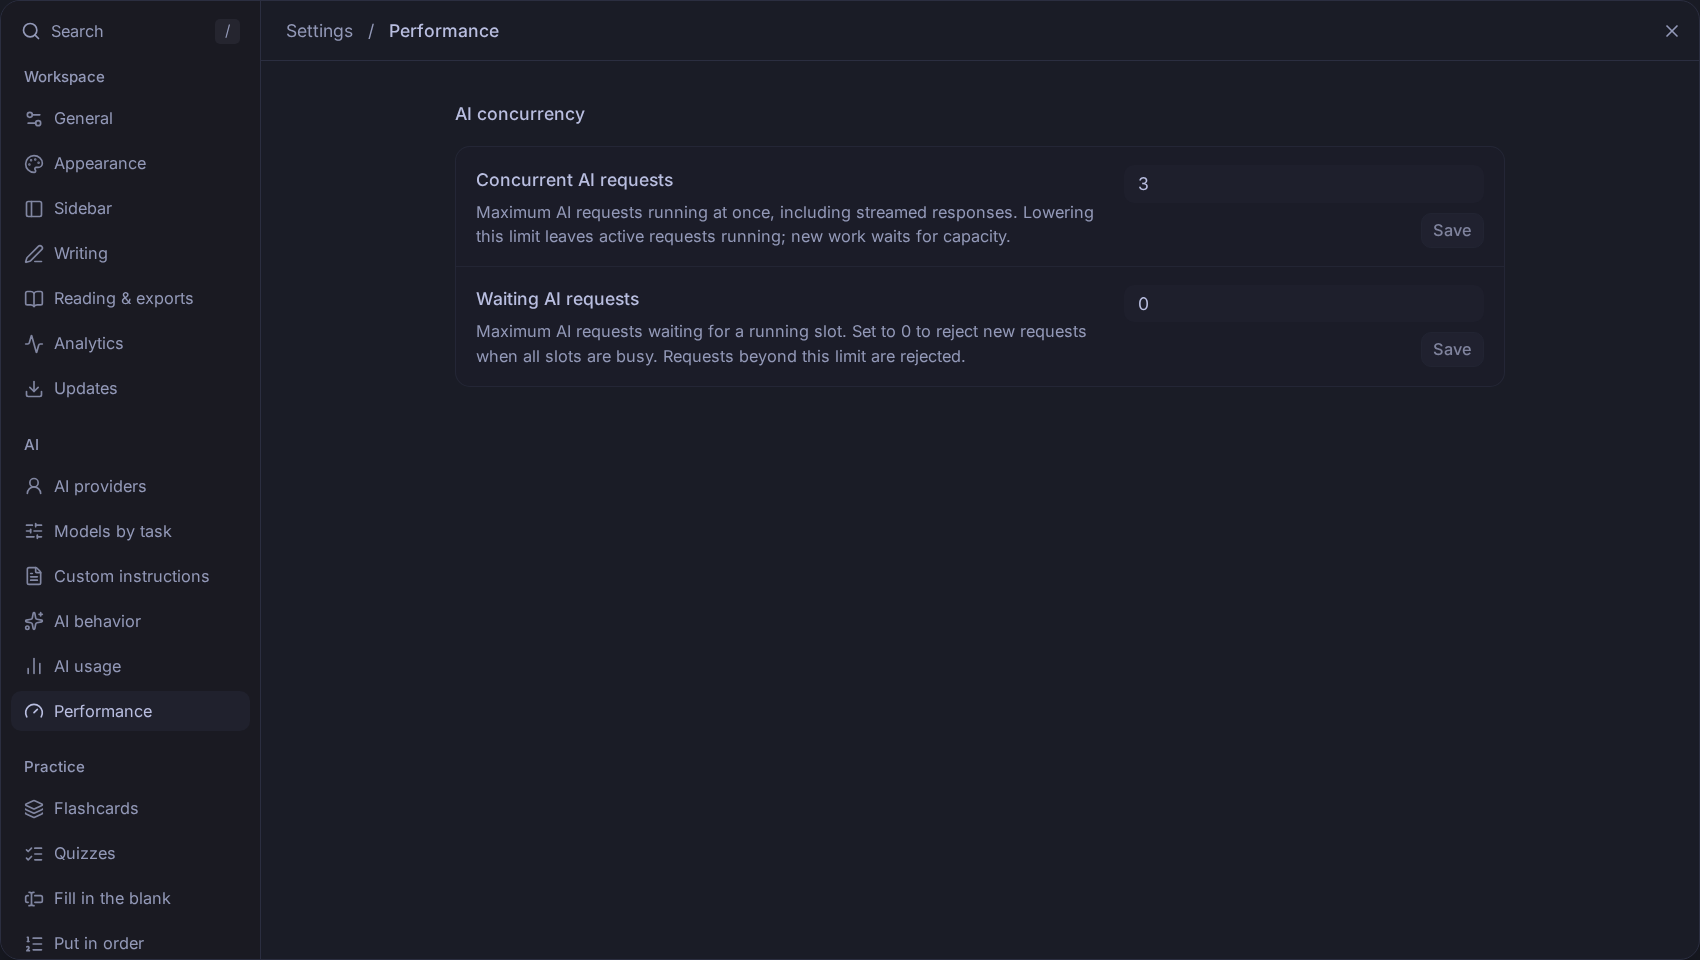 Search /
Workspace
General
Appearance
Sidebar
Writing
Reading & exports
Analytics
Updates
AI
AI providers
Models by task
Custom instructions
AI behavior
AI usage
Performance
Practice
Flashcards
Quizzes
Fill in the blank
Put in order
Settings / Performance
AI concurrency
Concurrent AI requests
Maximum AI requests running at once, including streamed responses. Lowering
this limit leaves active requests running; new work waits for capacity.
3
Save
Waiting AI requests
Maximum AI requests waiting for a running slot. Set to 0 to reject new requests
when all slots are busy. Requests beyond this limit are rejected.
0
Save